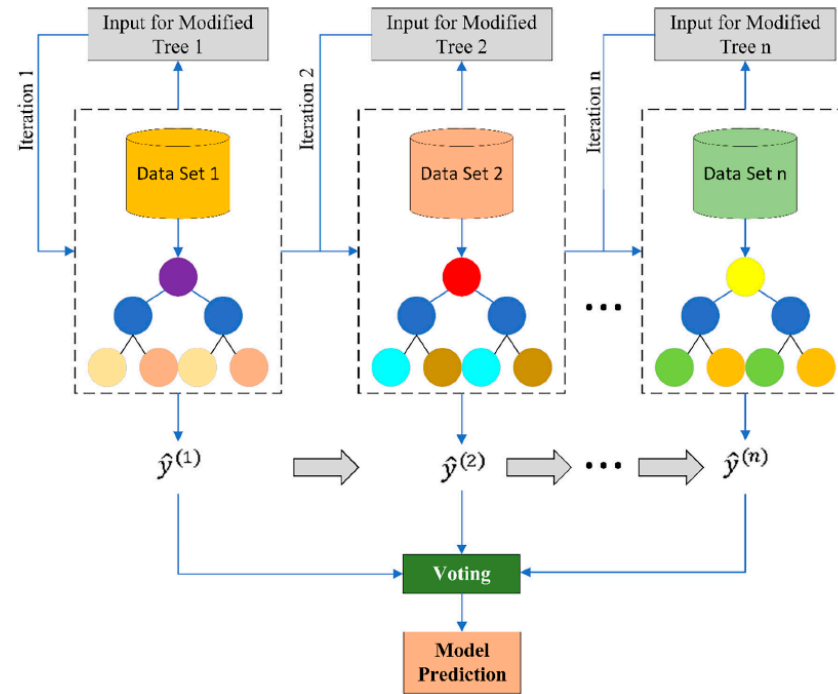 Input for Modified
Tree 1
Input for Modified
Tree 2
Input for Modified
Tree n
Iteration 1
Iteration 2
Iteration n
Data Set 1
Data Set 2
Data Set n
...
ŷ(1)
ŷ(2)
...
ŷ(n)
Voting
Model
Prediction